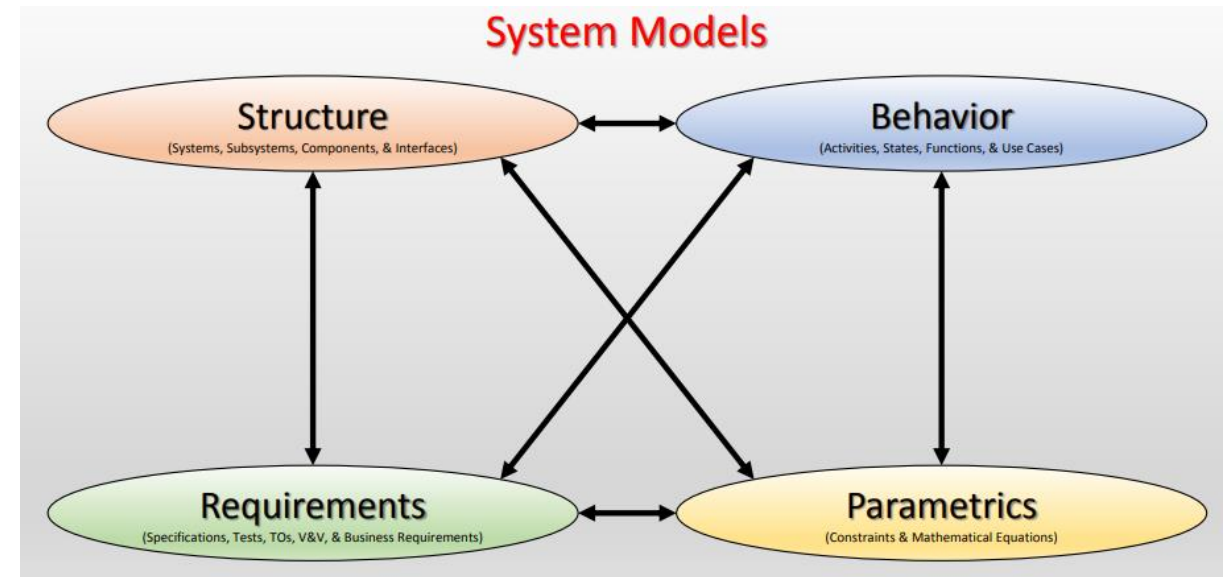 System Models
Structure
(Systems, Subsystems, Components, & Interfaces)
Behavior
(Activities, States, Functions, & Use Cases)
Requirements
(Specifications, Tests, TOs, V&V, & Business Requirements)
Parametrics
(Constraints & Mathematical Equations)